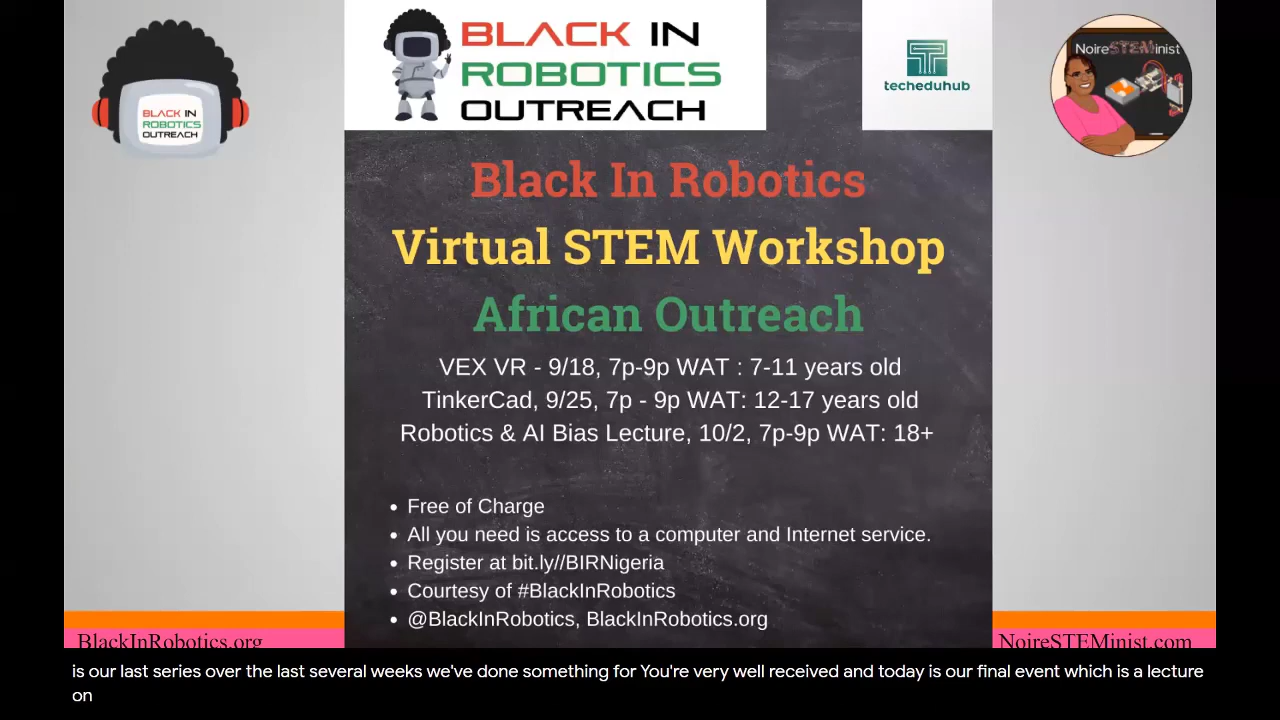 BLACK IN
ROBOTICS
OUTREACH
BLACK IN
ROBOTICS
OUTREACH
techeduhub
NoireSTEMinist
Black In Robotics
Virtual STEM Workshop
African Outreach
VEX VR - 9/18, 7p-9p WAT : 7-11 years old
TinkerCad, 9/25, 7p - 9p WAT: 12-17 years old
Robotics & AI Bias Lecture, 10/2, 7p-9p WAT: 18+
• Free of Charge
• All you need is access to a computer and Internet service.
• Register at bit.ly//BIRNigeria
• Courtesy of #BlackInRobotics
• @BlackInRobotics, BlackInRobotics.org
BlackInRobotics.org
NoireSTEMinist.com
is our last series over the last several weeks we've done something for You're very well received and today is our final event which is a lecture
on